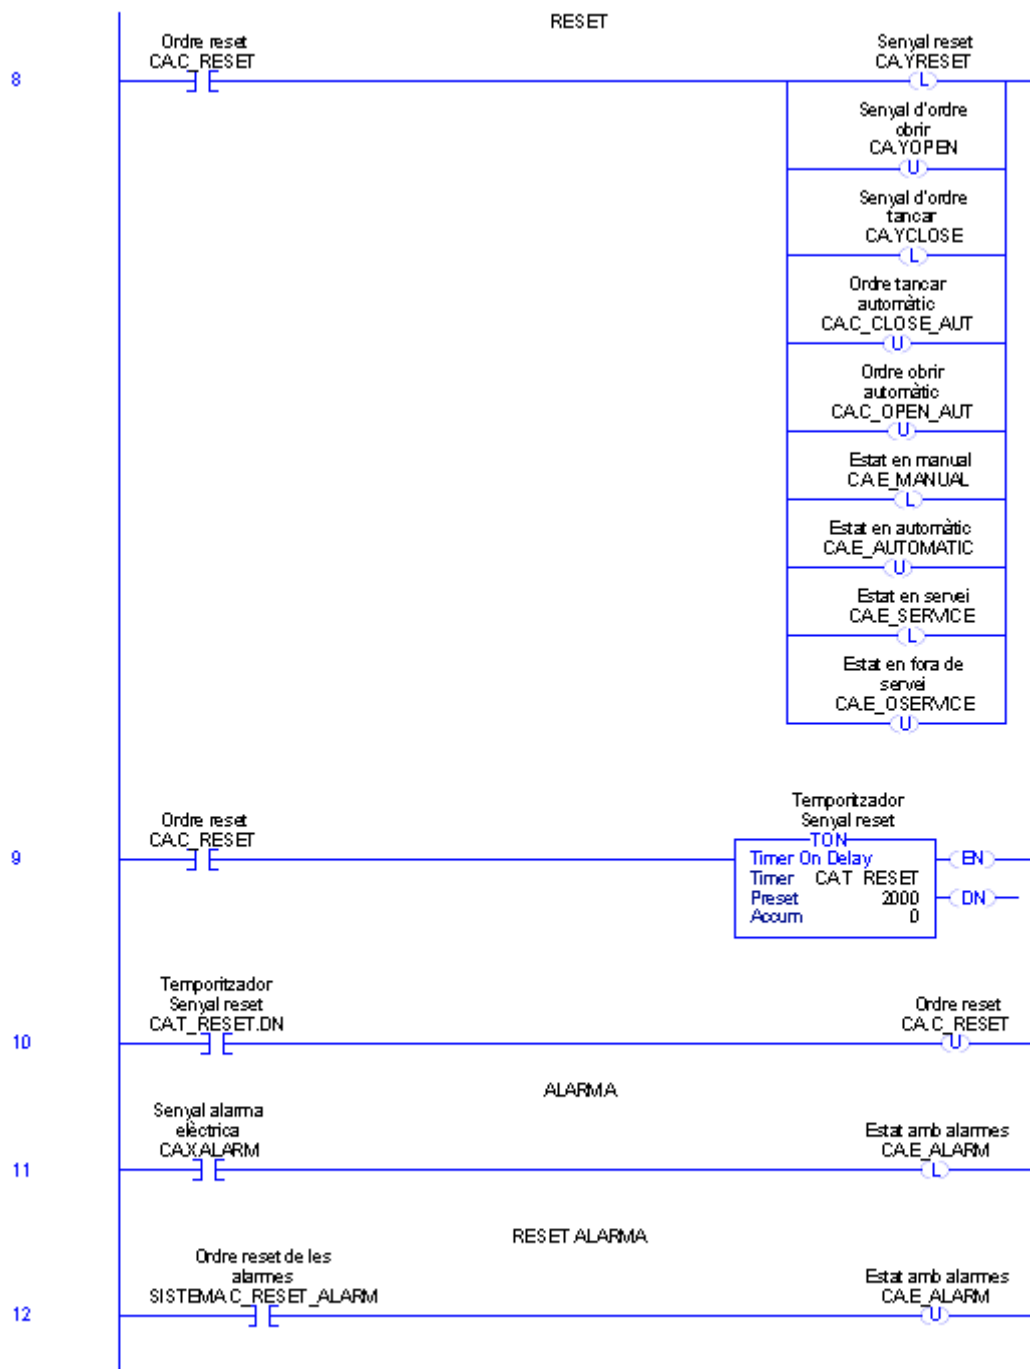 RESET
Ordre reset
CA.C_RESET
8
Senyal reset
CA.YRESET
L
Senyal d'ordre
obrir
CA.YOPEN
U
Senyal d'ordre
tancar
CA.YCLOSE
L
Ordre tancar
automàtic
CA.C_CLOSE_AUT
U
Ordre obrir
automàtic
CA.C_OPEN_AUT
U
Estat en manual
CA.E_MANUAL
L
Estat en automàtic
CA.E_AUTOMATIC
U
Estat en servei
CA.E_SERVICE
L
Estat en fora de
servei
CA.E_OSERVICE
U
Ordre reset
CA.C_RESET
9
Temporitzador
Senyal reset
TON
Timer On Delay
Timer CA.T_RESET
Preset 2000
Accum 0
EN
DN
Temporitzador
Senyal reset
CA.T_RESET.DN
10
Ordre reset
CA.C_RESET
U
ALARMA
Senyal alarma
elèctrica
CA.XALARM
11
Estat amb alarmes
CA.E_ALARM
L
RESET ALARMA
Ordre reset de les
alarmes
SISTEMA.C_RESET_ALARM
12
Estat amb alarmes
CA.E_ALARM
U